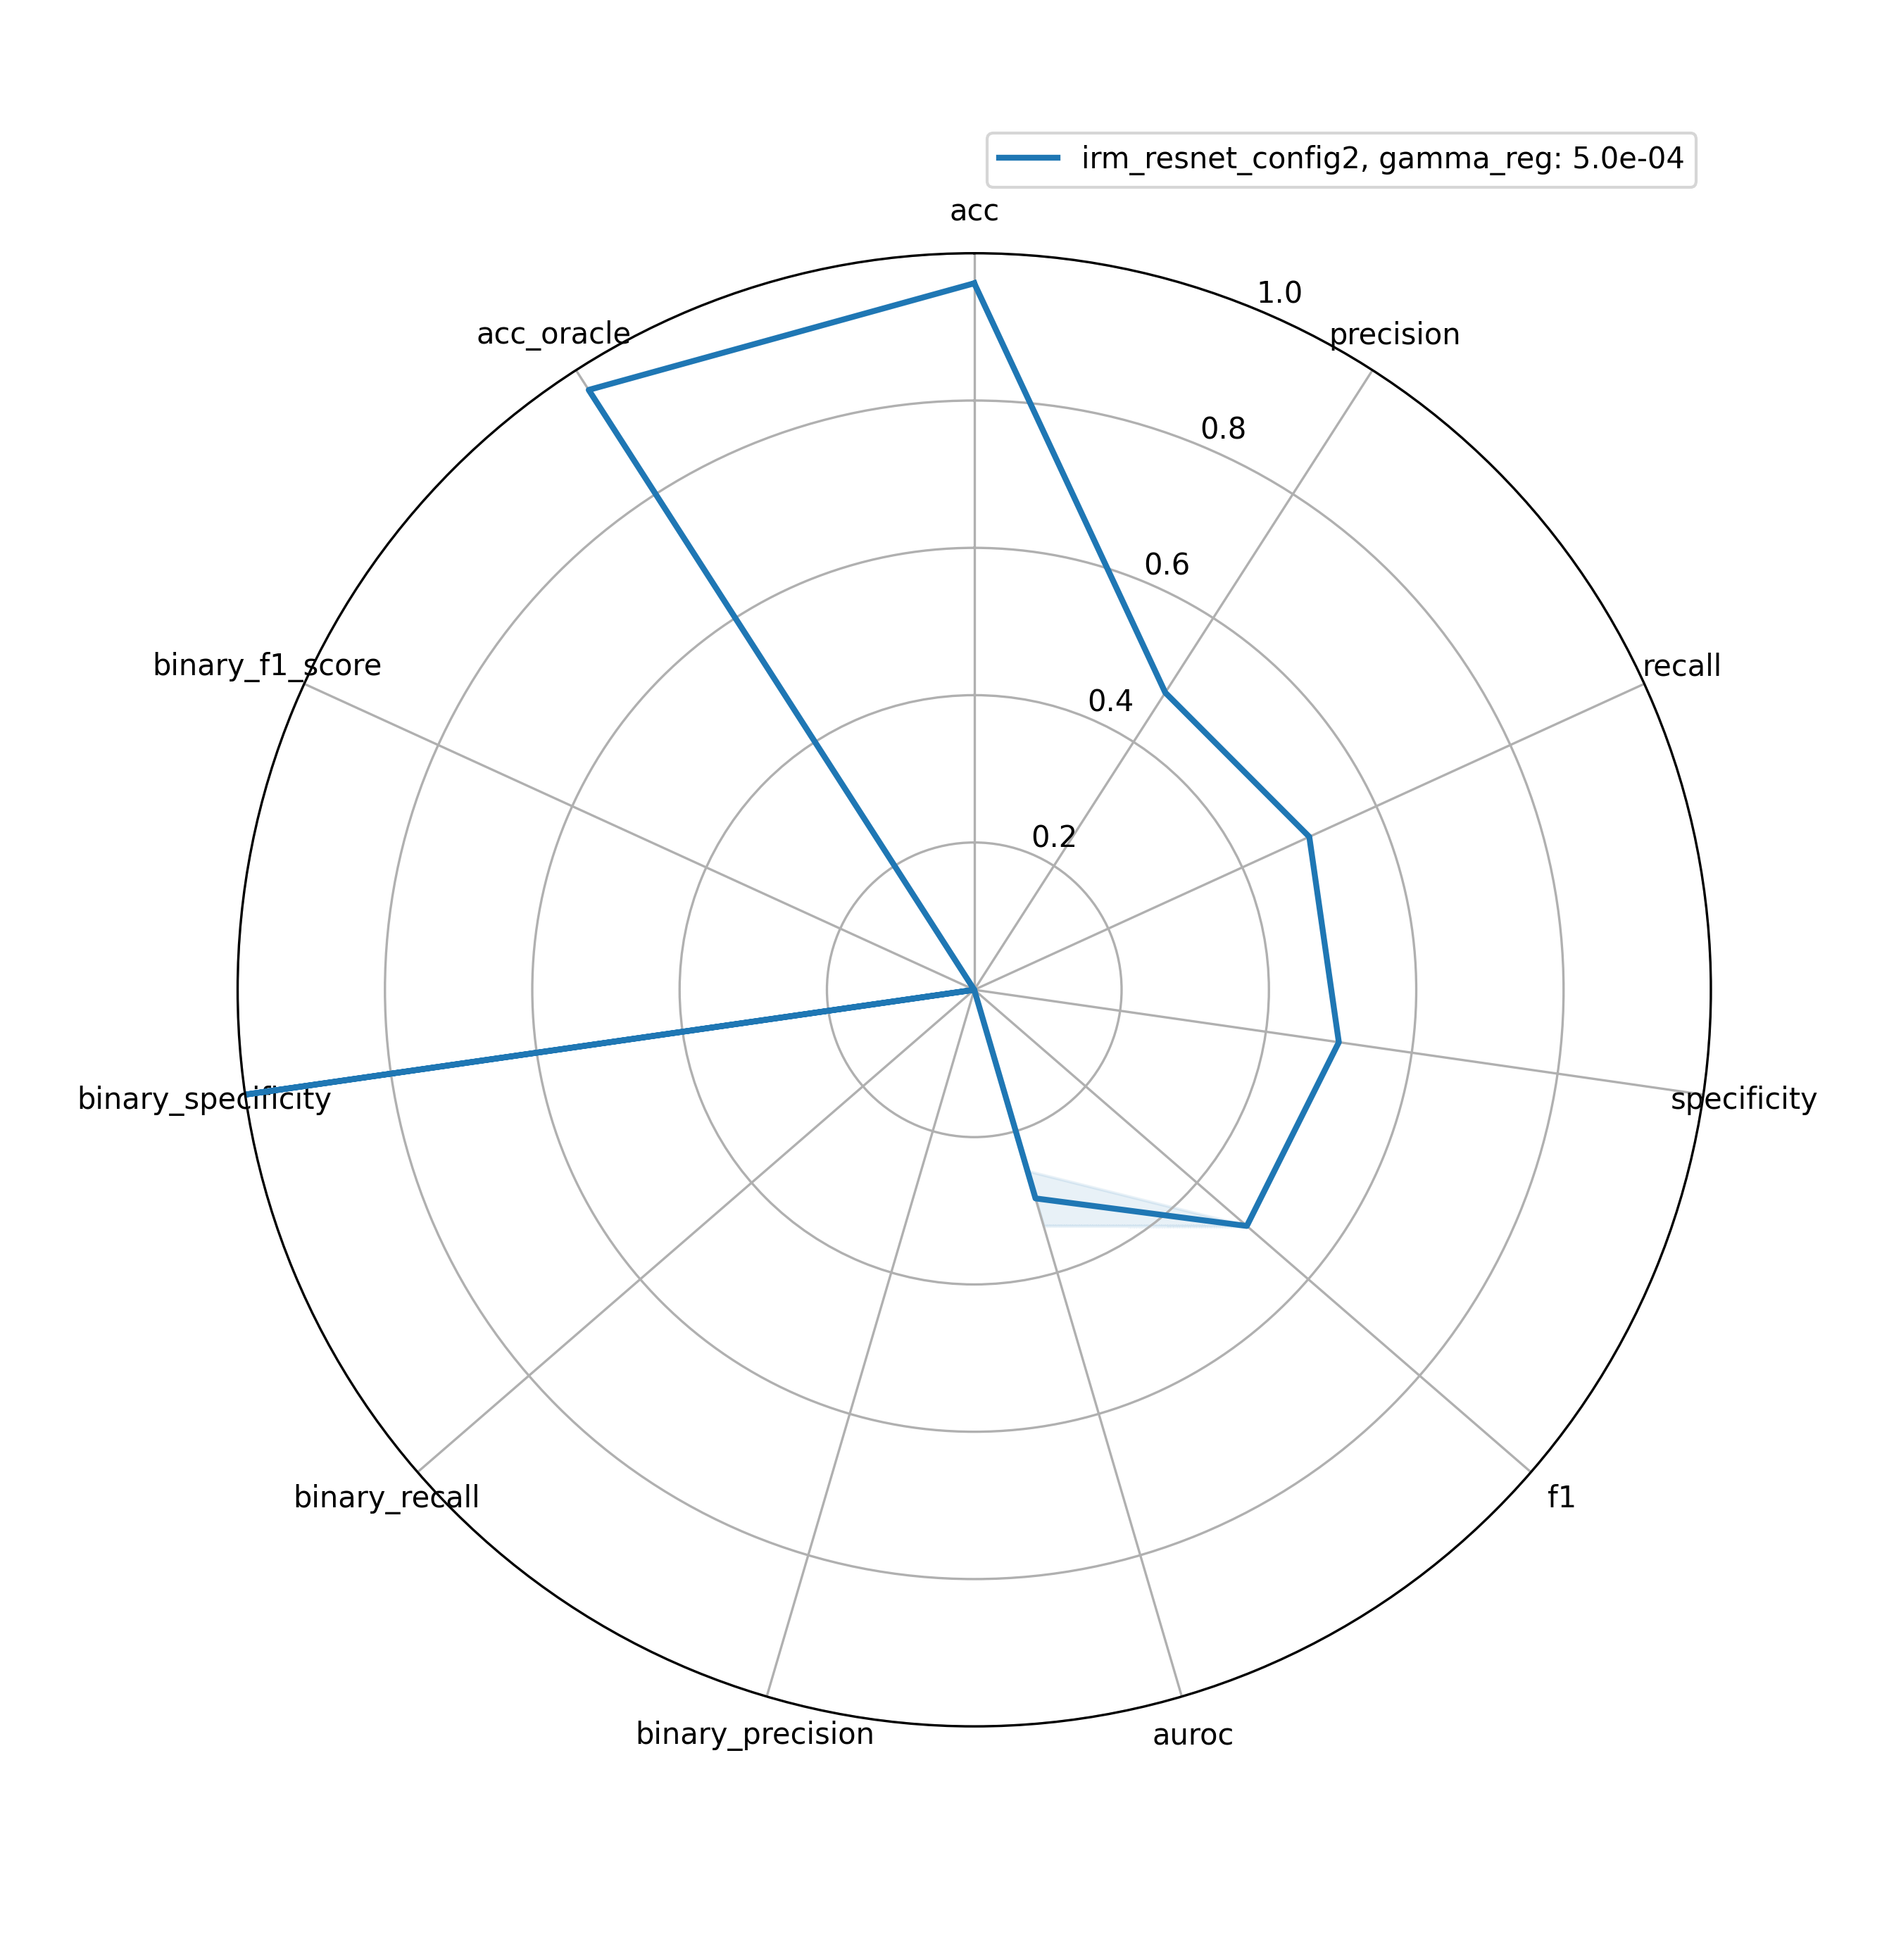 irm_resnet_config2, gamma_reg: 5.0e-04
acc
1.0
acc_oracle
precision
0.8
0.6
binary_f1_score
recall
0.4
0.2
binary_specificity
specificity
binary_recall
f1
binary_precision
auroc